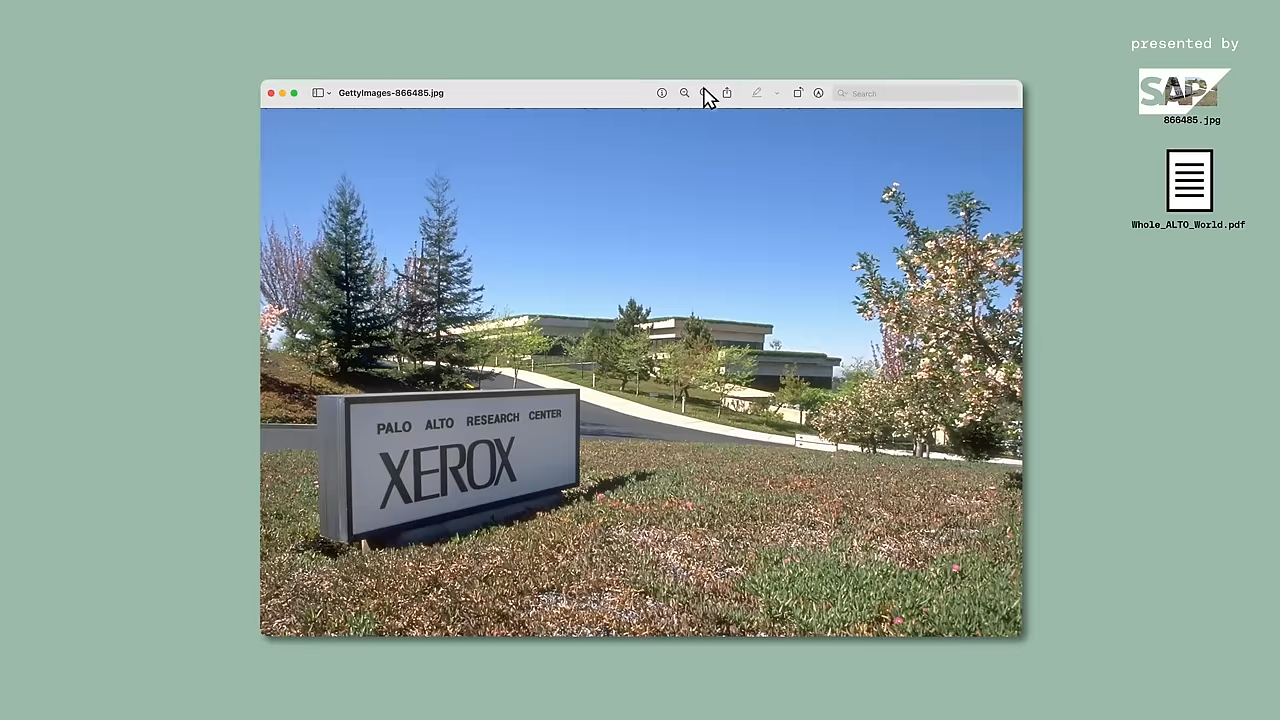 presented by
GettyImages-866485.jpg
Search
SAP
866485.jpg
Whole_ALTO_World.pdf
PALO ALTO RESEARCH CENTER
XEROX